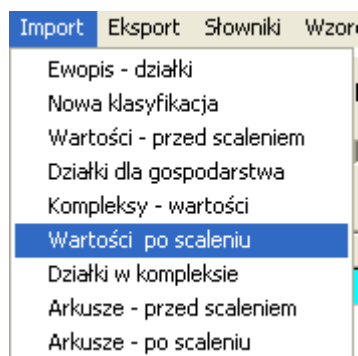 Import Eksport Słowniki Wzor
Ewopis - działki
Nowa klasyfikacja
Wartości - przed scaleniem
Działki dla gospodarstwa
Kompleksy - wartości
Wartości po scaleniu
Działki w kompleksie
Arkusze - przed scaleniem
Arkusze - po scaleniu